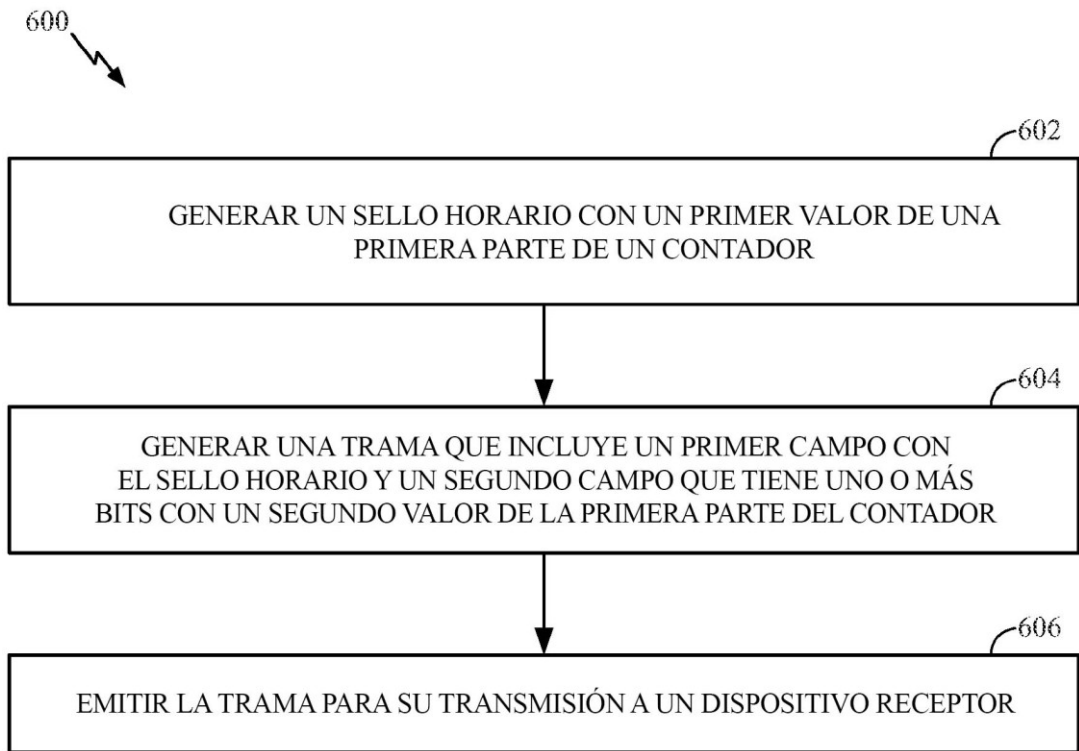 600
602
GENERAR UN SELLO HORARIO CON UN PRIMER VALOR DE UNA
PRIMERA PARTE DE UN CONTADOR
604
GENERAR UNA TRAMA QUE INCLUYE UN PRIMER CAMPO CON
EL SELLO HORARIO Y UN SEGUNDO CAMPO QUE TIENE UNO O MÁS
BITS CON UN SEGUNDO VALOR DE LA PRIMERA PARTE DEL CONTADOR
606
EMITIR LA TRAMA PARA SU TRANSMISIÓN A UN DISPOSITIVO RECEPTOR